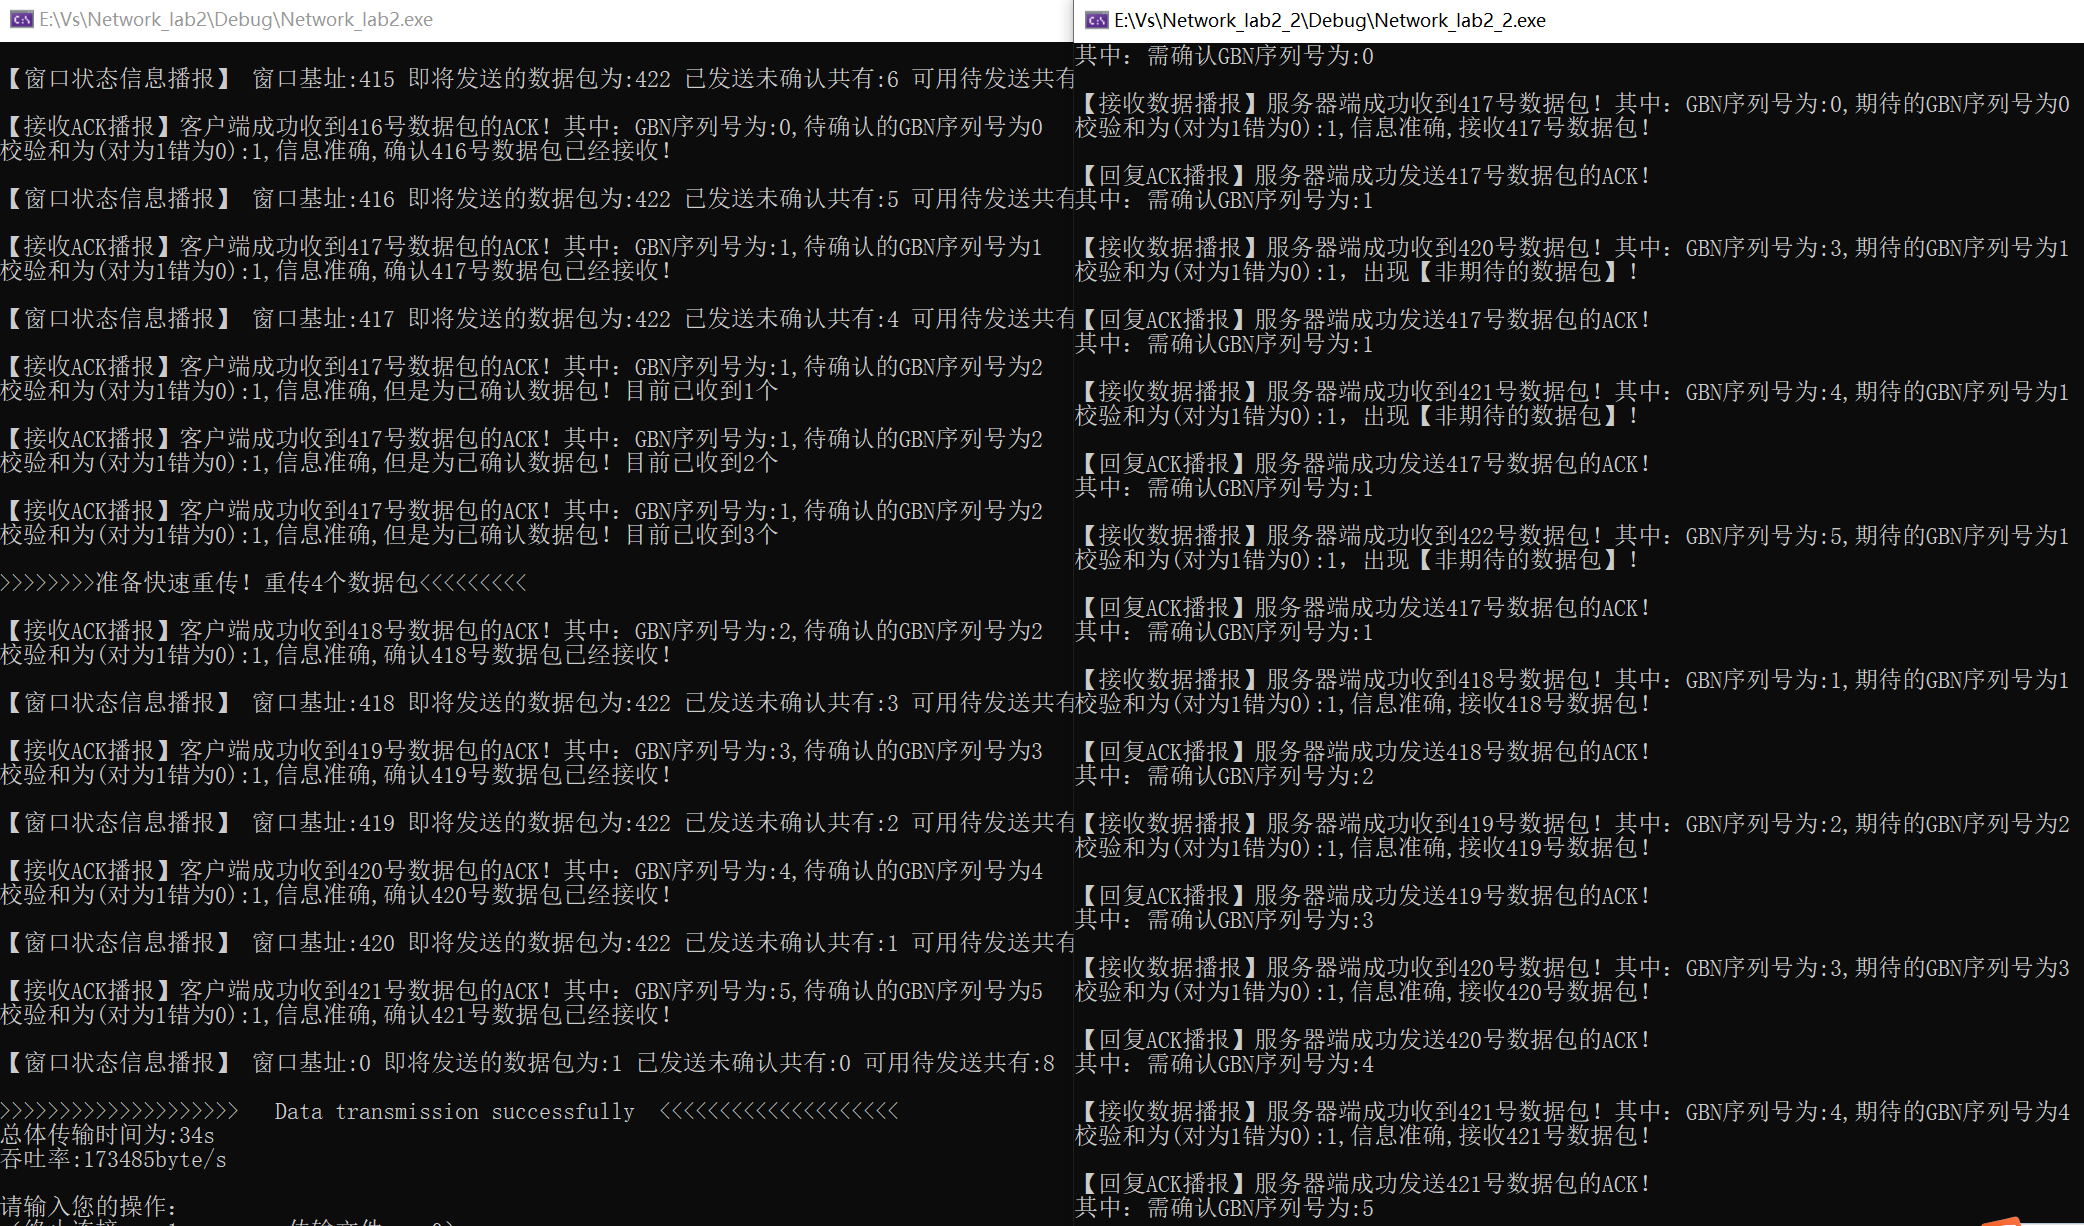 E:\Vs\Network_lab2\Debug\Network_lab2.exe
【窗口状态信息播报】 窗口基址:415 即将发送的数据包为:422 已发送未确认共有:6 可用待发送共有
【接收ACK播报】客户端成功收到416号数据包的ACK！其中：GBN序列号为:0,待确认的GBN序列号为0
校验和为(对为1错为0):1,信息准确,确认416号数据包已经接收！
【窗口状态信息播报】 窗口基址:416 即将发送的数据包为:422 已发送未确认共有:5 可用待发送共有
【接收ACK播报】客户端成功收到417号数据包的ACK！其中：GBN序列号为:1,待确认的GBN序列号为1
校验和为(对为1错为0):1,信息准确,确认417号数据包已经接收！
【窗口状态信息播报】 窗口基址:417 即将发送的数据包为:422 已发送未确认共有:4 可用待发送共有
【接收ACK播报】客户端成功收到417号数据包的ACK！其中：GBN序列号为:1,待确认的GBN序列号为2
校验和为(对为1错为0):1,信息准确,但是为已确认数据包！目前已收到1个
【接收ACK播报】客户端成功收到417号数据包的ACK！其中：GBN序列号为:1,待确认的GBN序列号为2
校验和为(对为1错为0):1,信息准确,但是为已确认数据包！目前已收到2个
【接收ACK播报】客户端成功收到417号数据包的ACK！其中：GBN序列号为:1,待确认的GBN序列号为2
校验和为(对为1错为0):1,信息准确,但是为已确认数据包！目前已收到3个
>>>>>>>>准备快速重传！重传4个数据包<<<<<<<<<
【接收ACK播报】客户端成功收到418号数据包的ACK！其中：GBN序列号为:2,待确认的GBN序列号为2
校验和为(对为1错为0):1,信息准确,确认418号数据包已经接收！
【窗口状态信息播报】 窗口基址:418 即将发送的数据包为:422 已发送未确认共有:3 可用待发送共有
【接收ACK播报】客户端成功收到419号数据包的ACK！其中：GBN序列号为:3,待确认的GBN序列号为3
校验和为(对为1错为0):1,信息准确,确认419号数据包已经接收！
【窗口状态信息播报】 窗口基址:419 即将发送的数据包为:422 已发送未确认共有:2 可用待发送共有
【接收ACK播报】客户端成功收到420号数据包的ACK！其中：GBN序列号为:4,待确认的GBN序列号为4
校验和为(对为1错为0):1,信息准确,确认420号数据包已经接收！
【窗口状态信息播报】 窗口基址:420 即将发送的数据包为:422 已发送未确认共有:1 可用待发送共有
【接收ACK播报】客户端成功收到421号数据包的ACK！其中：GBN序列号为:5,待确认的GBN序列号为5
校验和为(对为1错为0):1,信息准确,确认421号数据包已经接收！
【窗口状态信息播报】 窗口基址:0 即将发送的数据包为:1 已发送未确认共有:0 可用待发送共有:8
>>>>>>>>>>>>>>>>>>>> Data transmission successfully <<<<<<<<<<<<<<<<<<<<
总体传输时间为:34s
吞吐率:173485byte/s
请输入您的操作：
E:\Vs\Network_lab2_2\Debug\Network_lab2_2.exe
其中：需确认GBN序列号为:0
【接收数据播报】服务器端成功收到417号数据包！其中：GBN序列号为:0,期待的GBN序列号为0
校验和为(对为1错为0):1,信息准确,接收417号数据包！
【回复ACK播报】服务器端成功发送417号数据包的ACK！
其中：需确认GBN序列号为:1
【接收数据播报】服务器端成功收到420号数据包！其中：GBN序列号为:3,期待的GBN序列号为1
校验和为(对为1错为0):1，出现【非期待的数据包】！
【回复ACK播报】服务器端成功发送417号数据包的ACK！
其中：需确认GBN序列号为:1
【接收数据播报】服务器端成功收到421号数据包！其中：GBN序列号为:4,期待的GBN序列号为1
校验和为(对为1错为0):1，出现【非期待的数据包】！
【回复ACK播报】服务器端成功发送417号数据包的ACK！
其中：需确认GBN序列号为:1
【接收数据播报】服务器端成功收到422号数据包！其中：GBN序列号为:5,期待的GBN序列号为1
校验和为(对为1错为0):1，出现【非期待的数据包】！
【回复ACK播报】服务器端成功发送417号数据包的ACK！
其中：需确认GBN序列号为:1
【接收数据播报】服务器端成功收到418号数据包！其中：GBN序列号为:1,期待的GBN序列号为1
校验和为(对为1错为0):1,信息准确,接收418号数据包！
【回复ACK播报】服务器端成功发送418号数据包的ACK！
其中：需确认GBN序列号为:2
【接收数据播报】服务器端成功收到419号数据包！其中：GBN序列号为:2,期待的GBN序列号为2
校验和为(对为1错为0):1,信息准确,接收419号数据包！
【回复ACK播报】服务器端成功发送419号数据包的ACK！
其中：需确认GBN序列号为:3
【接收数据播报】服务器端成功收到420号数据包！其中：GBN序列号为:3,期待的GBN序列号为3
校验和为(对为1错为0):1,信息准确,接收420号数据包！
【回复ACK播报】服务器端成功发送420号数据包的ACK！
其中：需确认GBN序列号为:4
【接收数据播报】服务器端成功收到421号数据包！其中：GBN序列号为:4,期待的GBN序列号为4
校验和为(对为1错为0):1,信息准确,接收421号数据包！
【回复ACK播报】服务器端成功发送421号数据包的ACK！
其中：需确认GBN序列号为:5